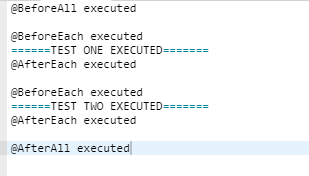 @BeforeAll executed
@BeforeEach executed
======TEST ONE EXECUTED=======
@AfterEach executed
@BeforeEach executed
======TEST TWO EXECUTED=======
@AfterEach executed
@AfterAll executed